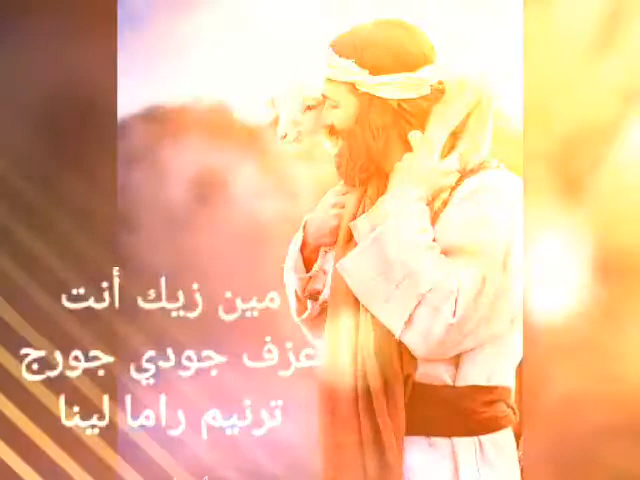 مين زيك أنت
عزف جودي جورج
ترنيم راما لينا